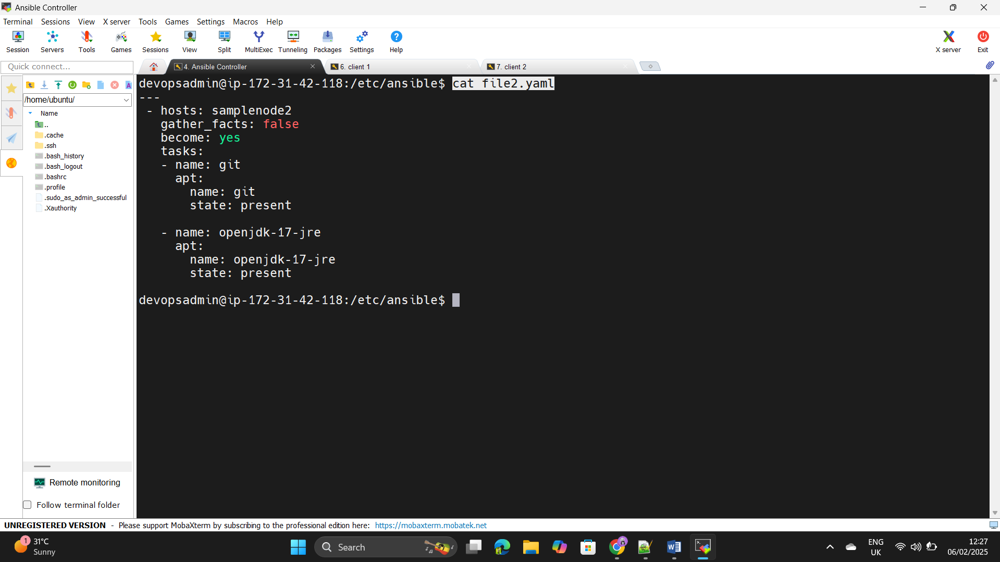 Ansible Controller
Terminal Sessions View X server Tools Games Settings Macros Help
Session Servers Tools Games Sessions View Split MultiExec Tunneling Packages Settings Help X server Exit
Quick connect...
4. Ansible Controller
6. client 1
7. client 2
/home/ubuntu/
Name
..
.cache
.ssh
.bash_history
.bash_logout
.bashrc
.profile
.sudo_as_admin_successful
.Xauthority
Remote monitoring
Follow terminal folder
devopsadmin@ip-172-31-42-118:/etc/ansible$ cat file2.yaml
---
 - hosts: samplenode2
   gather_facts: false
   become: yes
   tasks:
   - name: git
     apt:
       name: git
       state: present

   - name: openjdk-17-jre
     apt:
       name: openjdk-17-jre
       state: present

devopsadmin@ip-172-31-42-118:/etc/ansible$
UNREGISTERED VERSION - Please support MobaXterm by subscribing to the professional edition here: https://mobaxterm.mobatek.net
1
31°C
Sunny
Search
ENG
UK
12:27
06/02/2025